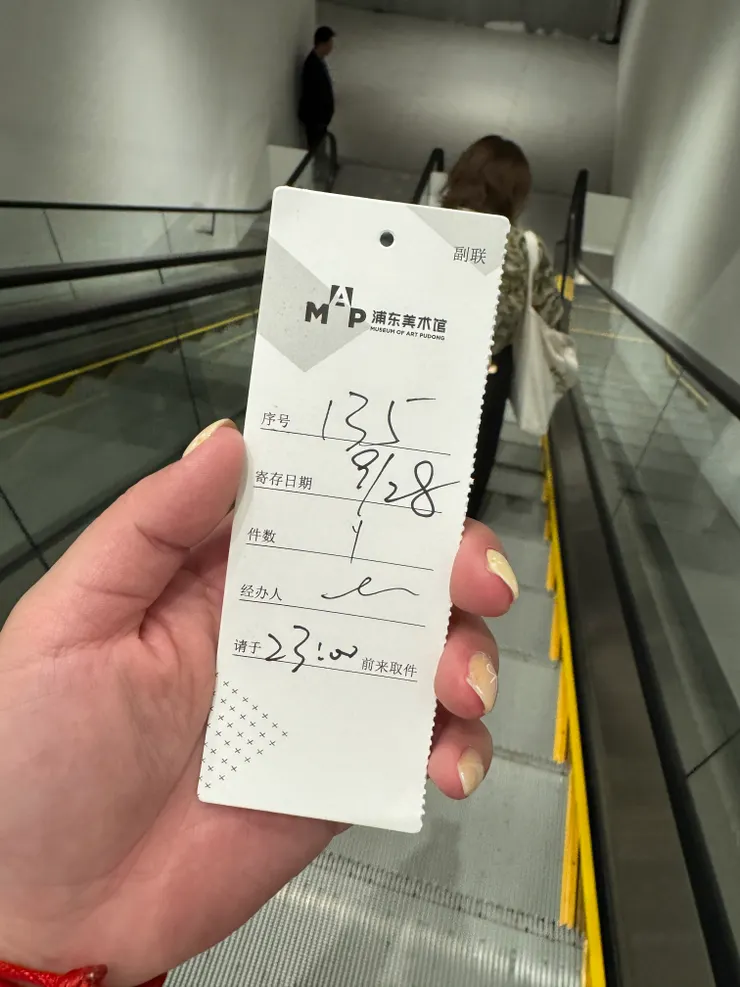 副联
MAP 浦东美术馆
MUSEUM OF ART PUDONG
序号 135
寄存日期 9/28
件数 1
经办人
请于 23:00 前来取件